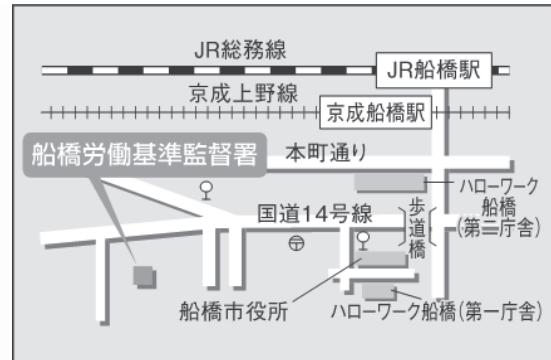 JR総務線
JR船橋駅
京成上野線
京成船橋駅
船橋労働基準監督署
本町通り
ハローワーク
船橋
(第二庁舎)
国道14号線
歩道橋
船橋市役所
ハローワーク船橋(第一庁舎)